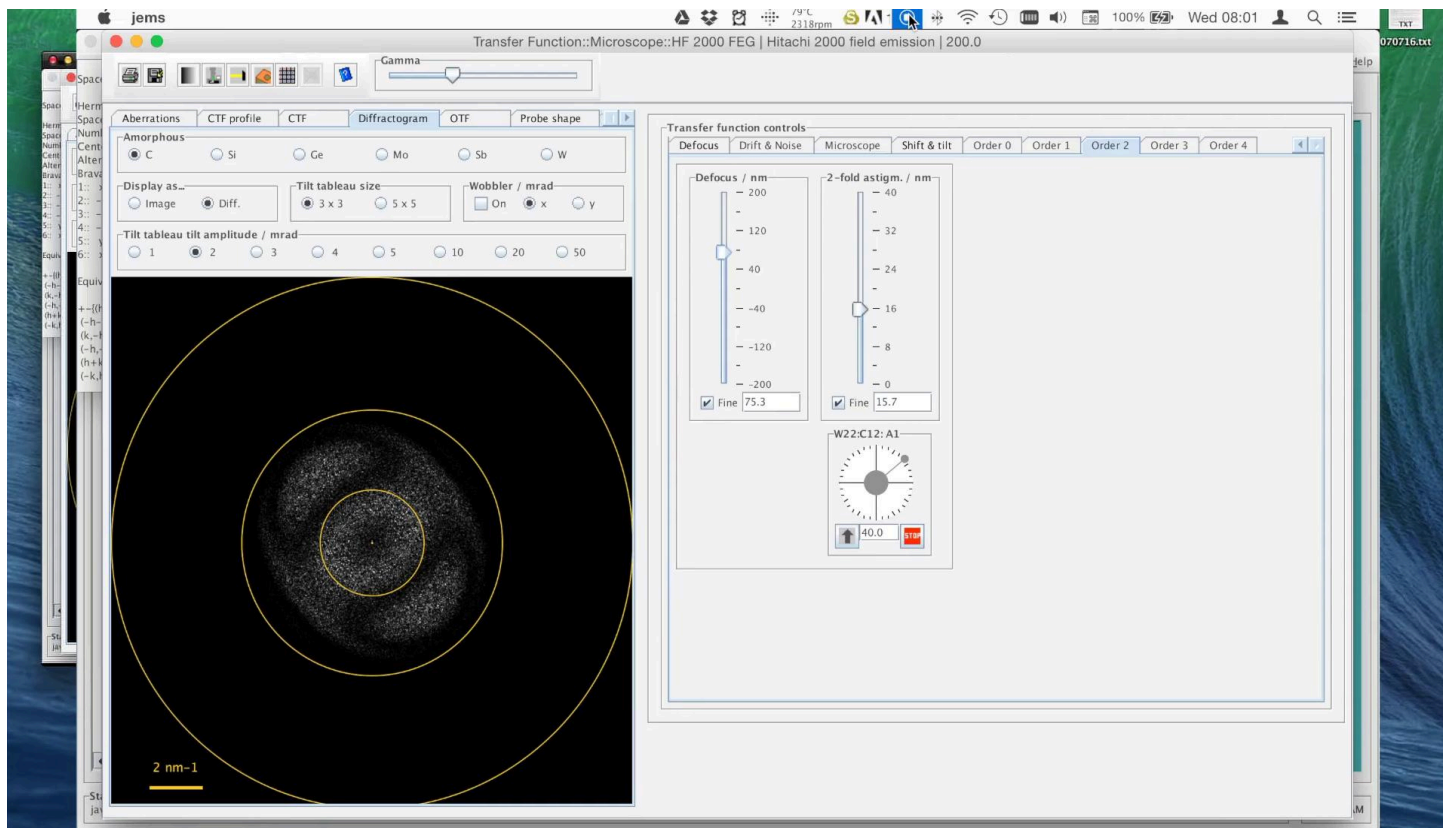 jems
79°C
2318rpm
100%
Wed 08:01
TXT
070716.txt
Transfer Function::Microscope::HF 2000 FEG | Hitachi 2000 field emission | 200.0
Help
Gamma
Aberrations CTF profile CTF Diffractogram OTF Probe shape
Amorphous
C Si Ge Mo Sb W
Display as...
Image Diff.
Tilt tableau size
3 x 3 5 x 5
Wobbler / mrad
On x y
Tilt tableau tilt amplitude / mrad
1 2 3 4 5 10 20 50
2 nm-1
Transfer function controls
Defocus Drift & Noise Microscope Shift & tilt Order 0 Order 1 Order 2 Order 3 Order 4
Defocus / nm
200
120
40
-40
-120
-200
Fine 75.3
2-fold astigm. / nm
40
32
24
16
8
0
Fine 15.7
W22:C12: A1
40.0
STOP
Equiv
+-{(h
(-h-
(k,-h
(-h,-
(h+k
(-k,h